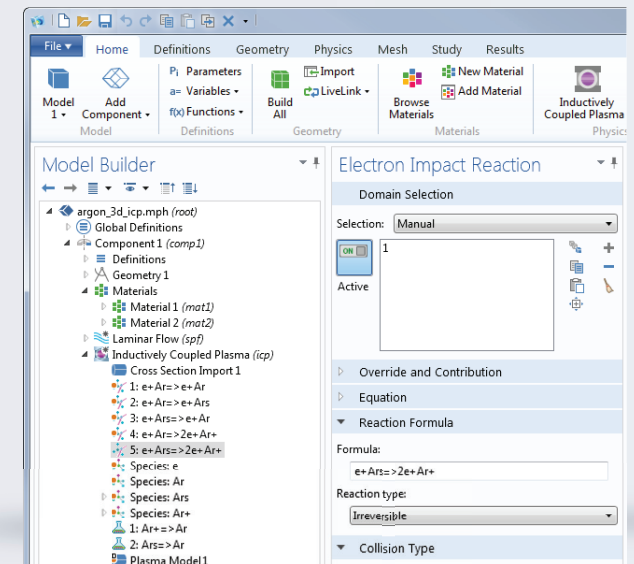 File Home Definitions Geometry Physics Mesh Study Results
Model 1
Add Component
Model
Pi Parameters
a= Variables
f(x) Functions
Definitions
Build All
Import
LiveLink
Geometry
Browse Materials
New Material
Add Material
Materials
Inductively Coupled Plasma
Physics
Model Builder
argon_3d_icp.mph (root)
Global Definitions
Component 1 (comp1)
Definitions
Geometry 1
Materials
Material 1 (mat1)
Material 2 (mat2)
Laminar Flow (spf)
Inductively Coupled Plasma (icp)
Cross Section Import 1
1: e+Ar=>e+Ar
2: e+Ar=>e+Ars
3: e+Ars=>e+Ar
4: e+Ar=>2e+Ar+
5: e+Ars=>2e+Ar+
Species: e
Species: Ar
Species: Ars
Species: Ar+
1: Ar+=>Ar
2: Ars=>Ar
Plasma Model1
Electron Impact Reaction
Domain Selection
Selection: Manual
ON
1
Active
Override and Contribution
Equation
Reaction Formula
Formula:
e+Ars=>2e+Ar+
Reaction type:
Irreversible
Collision Type